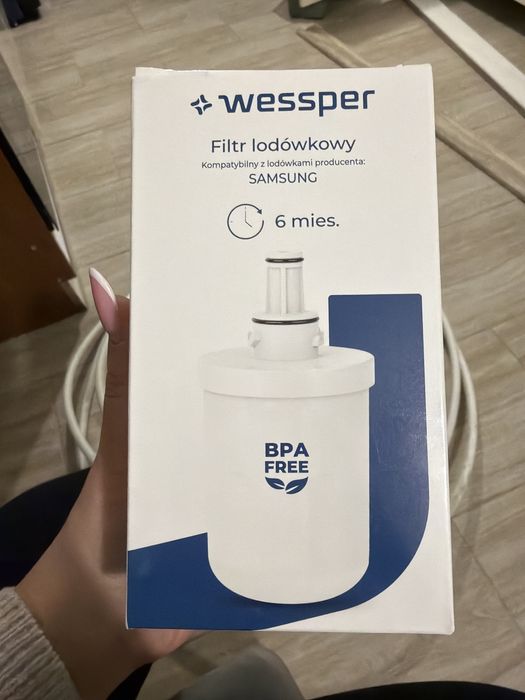 wessper
Filtr lodówkowy
Kompatybilny z lodówkami producenta:
SAMSUNG
6 mies.
BPA
FREE